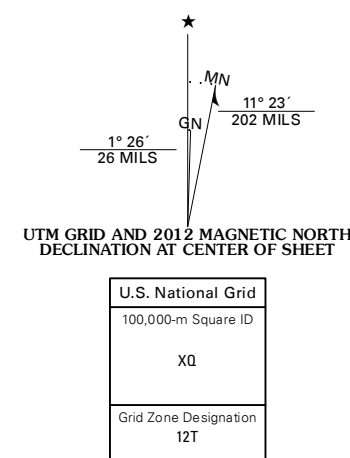 ★
MN
GN
11° 23´
202 MILS
1° 26´
26 MILS
UTM GRID AND 2012 MAGNETIC NORTH
DECLINATION AT CENTER OF SHEET
U.S. National Grid
100,000-m Square ID
XQ
Grid Zone Designation
12T